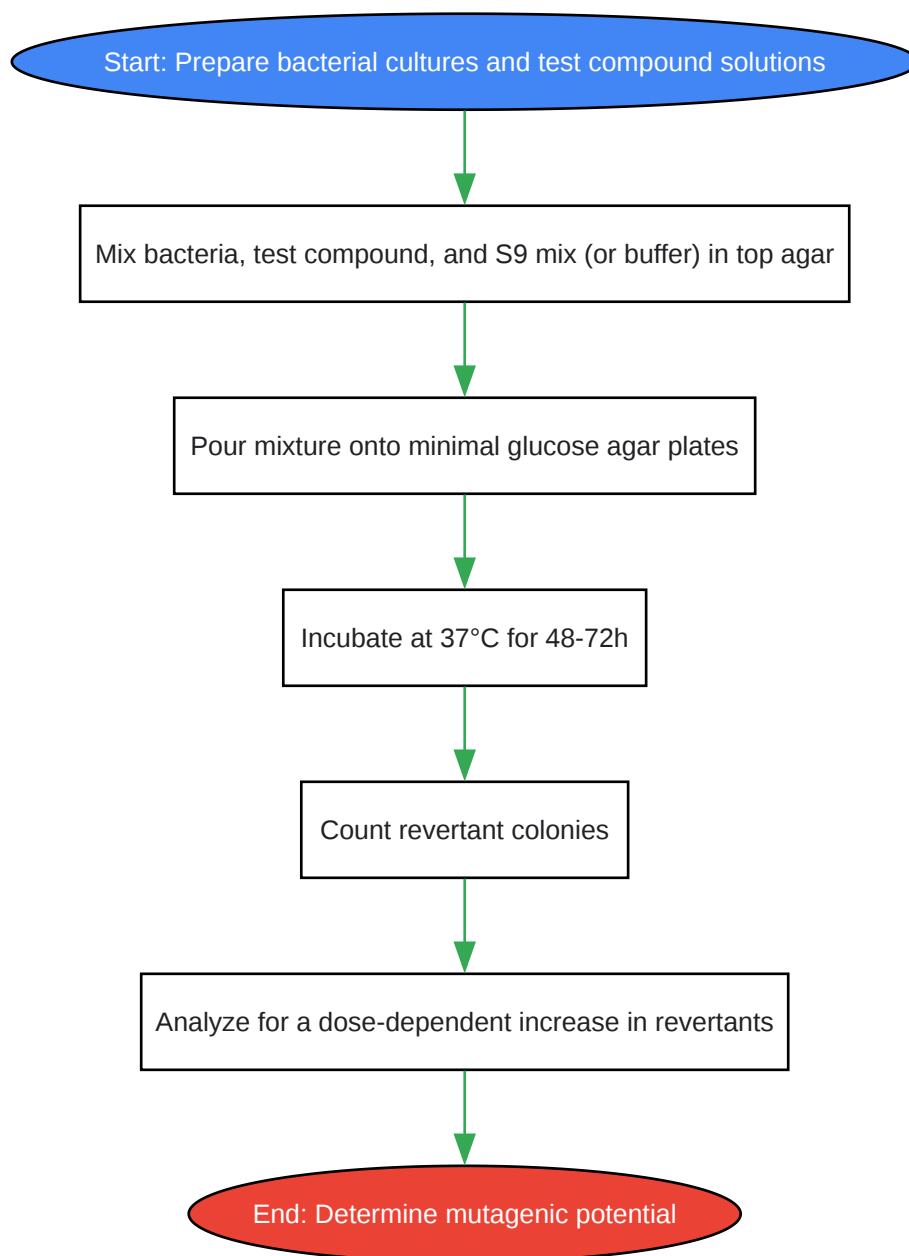 Start: Prepare bacterial cultures and test compound solutions
Mix bacteria, test compound, and S9 mix (or buffer) in top agar
Pour mixture onto minimal glucose agar plates
Incubate at 37°C for 48-72h
Count revertant colonies
Analyze for a dose-dependent increase in revertants
End: Determine mutagenic potential